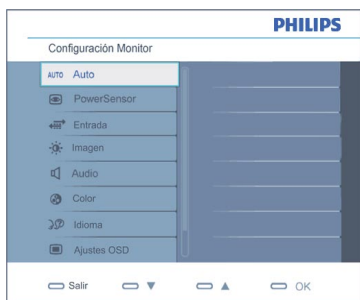 PHILIPS
Configuración Monitor
AUTO Auto
PowerSensor
Entrada
Imagen
Audio
Color
Idioma
Ajustes OSD
Salir ▼ ▲ OK